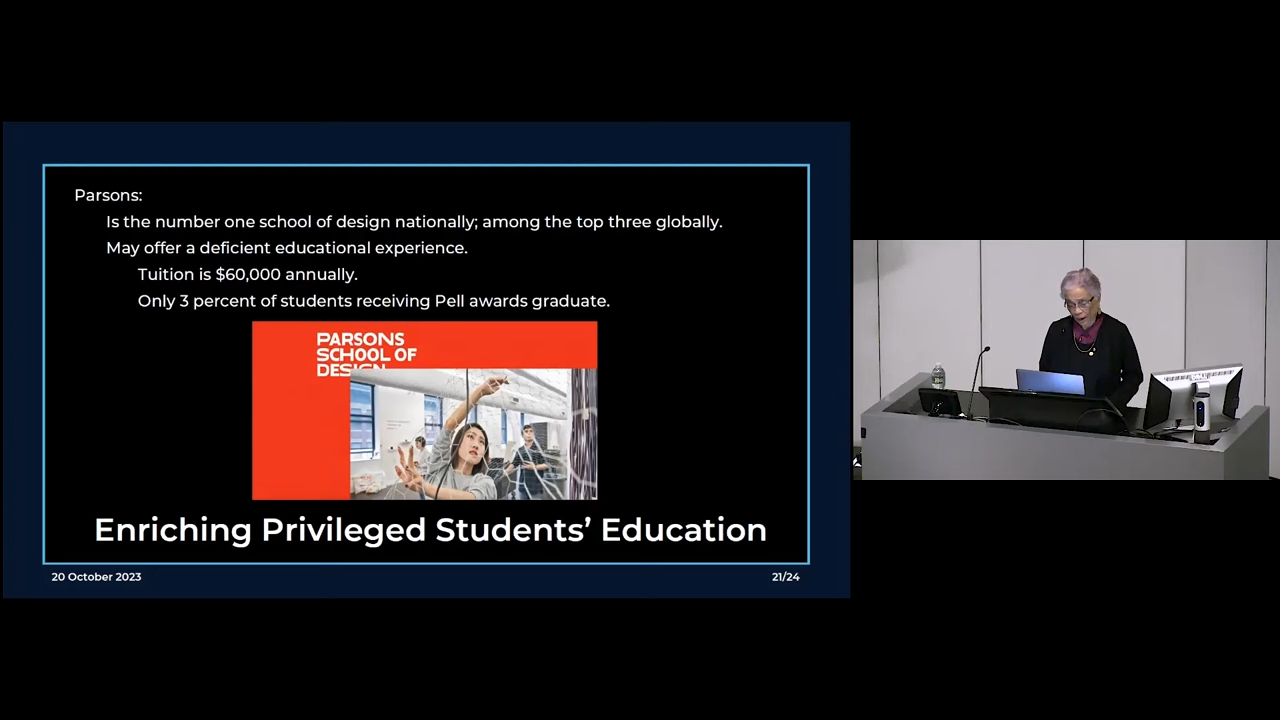 Parsons:
Is the number one school of design nationally; among the top three globally.
May offer a deficient educational experience.
Tuition is $60,000 annually.
Only 3 percent of students receiving Pell awards graduate.
PARSONS
SCHOOL OF
DESIGN
Enriching Privileged Students’ Education
20 October 2023
21/24
DELL